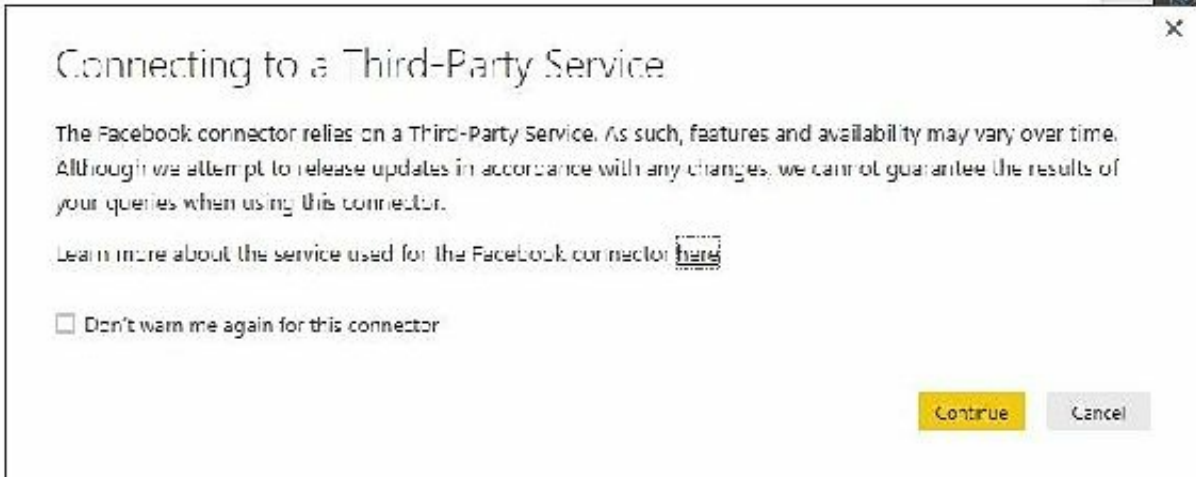 Connecting to a Third-Party Service
The Facebook connector relies on a Third-Party Service. As such, features and availability may vary over time.
Although we attempt to release updates in accordance with any changes, we cannot guarantee the results of
your queries when using this connector.
Learn more about the service used for the Facebook connector here
Don't warn me again for this connector
Continue Cancel